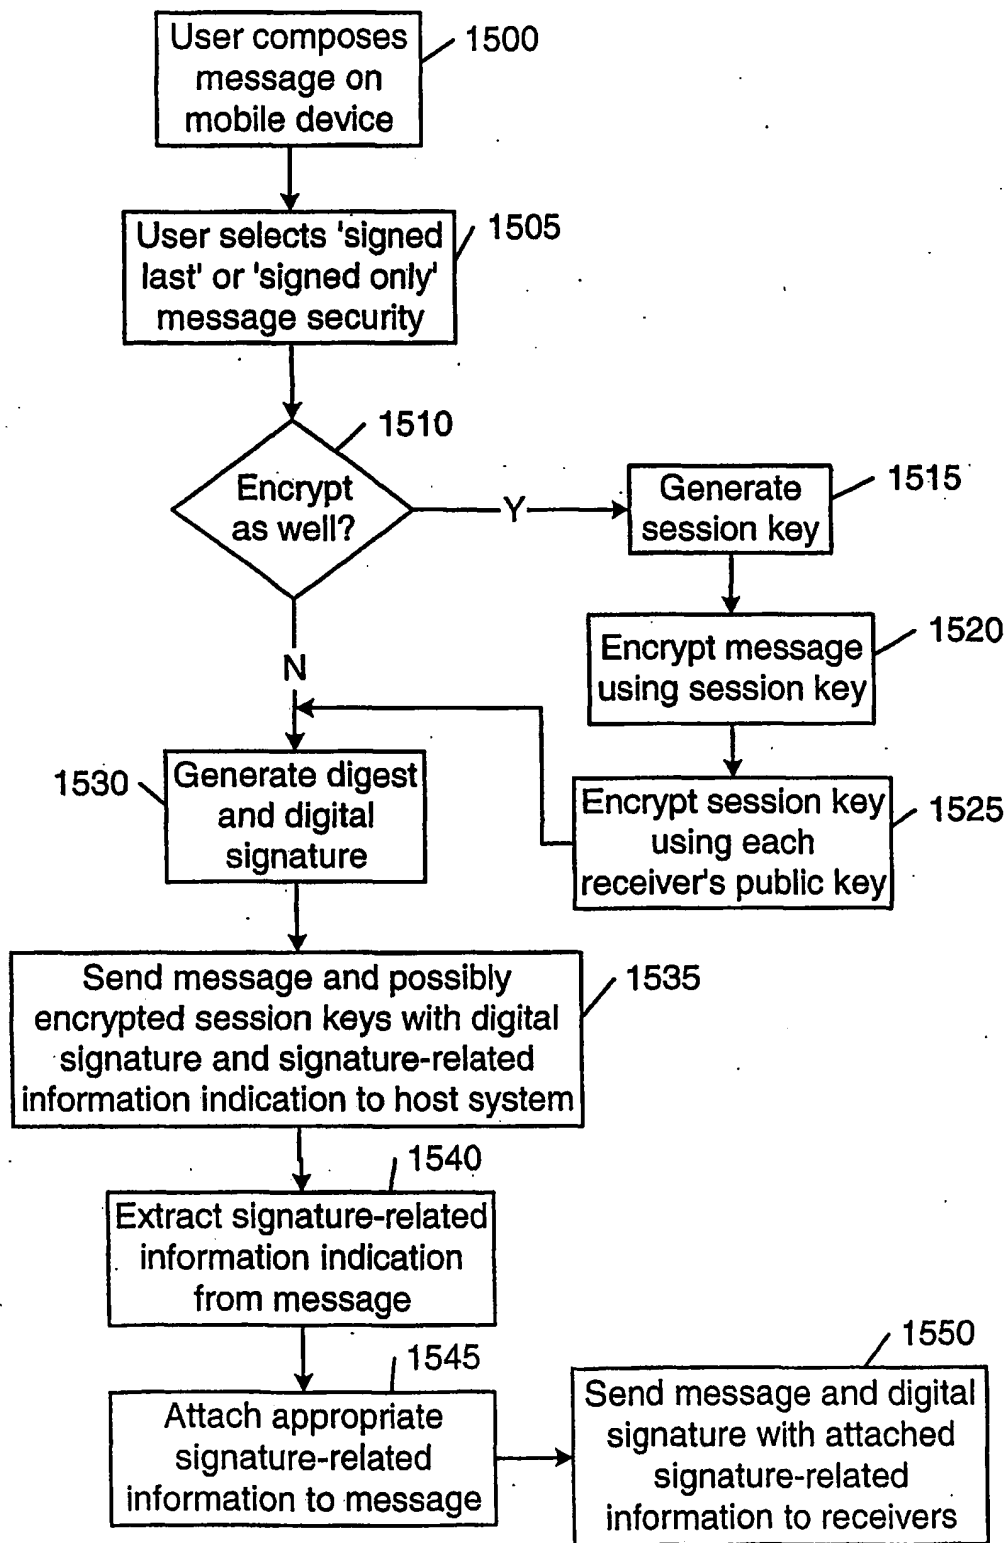 User composes
message on
mobile device
1500
User selects 'signed
last' or 'signed only'
message security
1505
1510
Encrypt
as well?
Y
N
Generate
session key
1515
Encrypt message
using session key
1520
Encrypt session key
using each
receiver's public key
1525
1530
Generate digest
and digital
signature
Send message and possibly
encrypted session keys with digital
signature and signature-related
information indication to host system
1535
1540
Extract signature-related
information indication
from message
1545
Attach appropriate
signature-related
information to message
1550
Send message and digital
signature with attached
signature-related
information to receivers